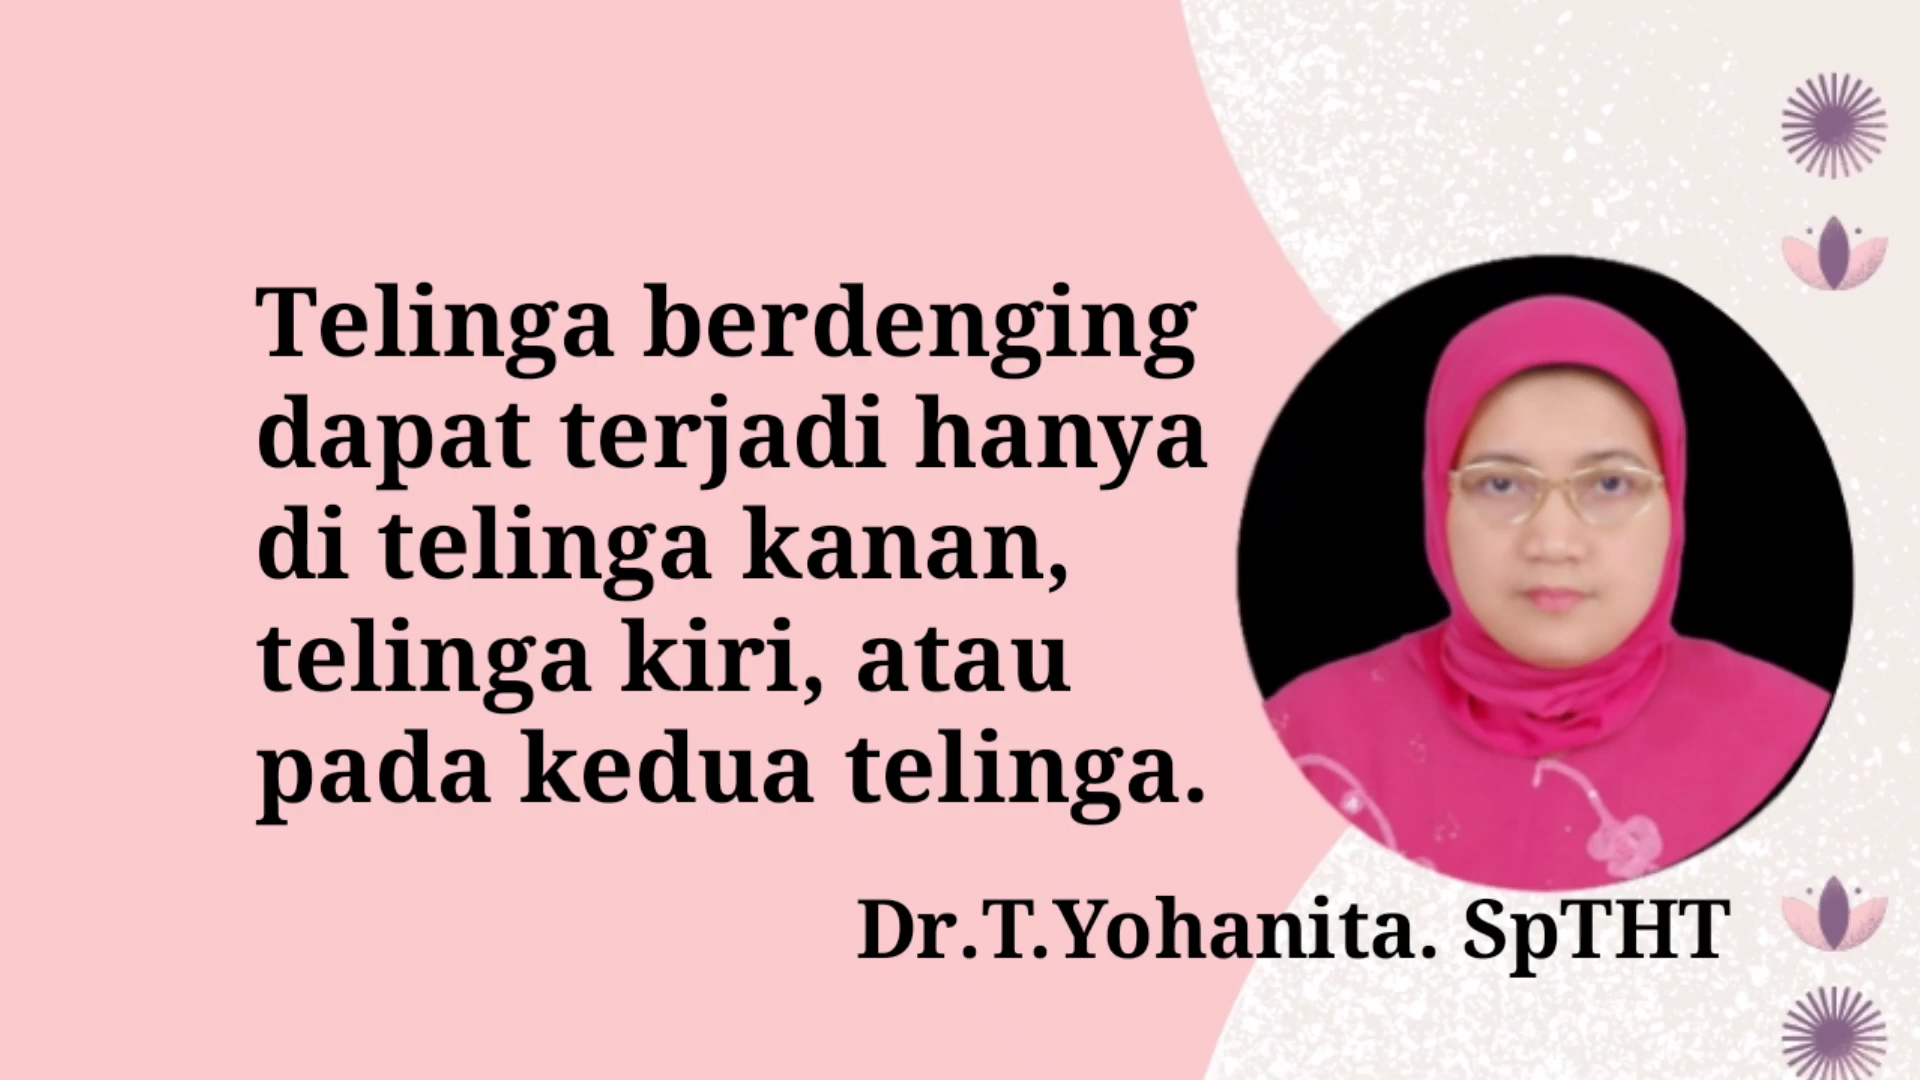 Telinga berdenging
dapat terjadi hanya
di telinga kanan,
telinga kiri, atau
pada kedua telinga.
Dr.T.Yohanita. SpTHT